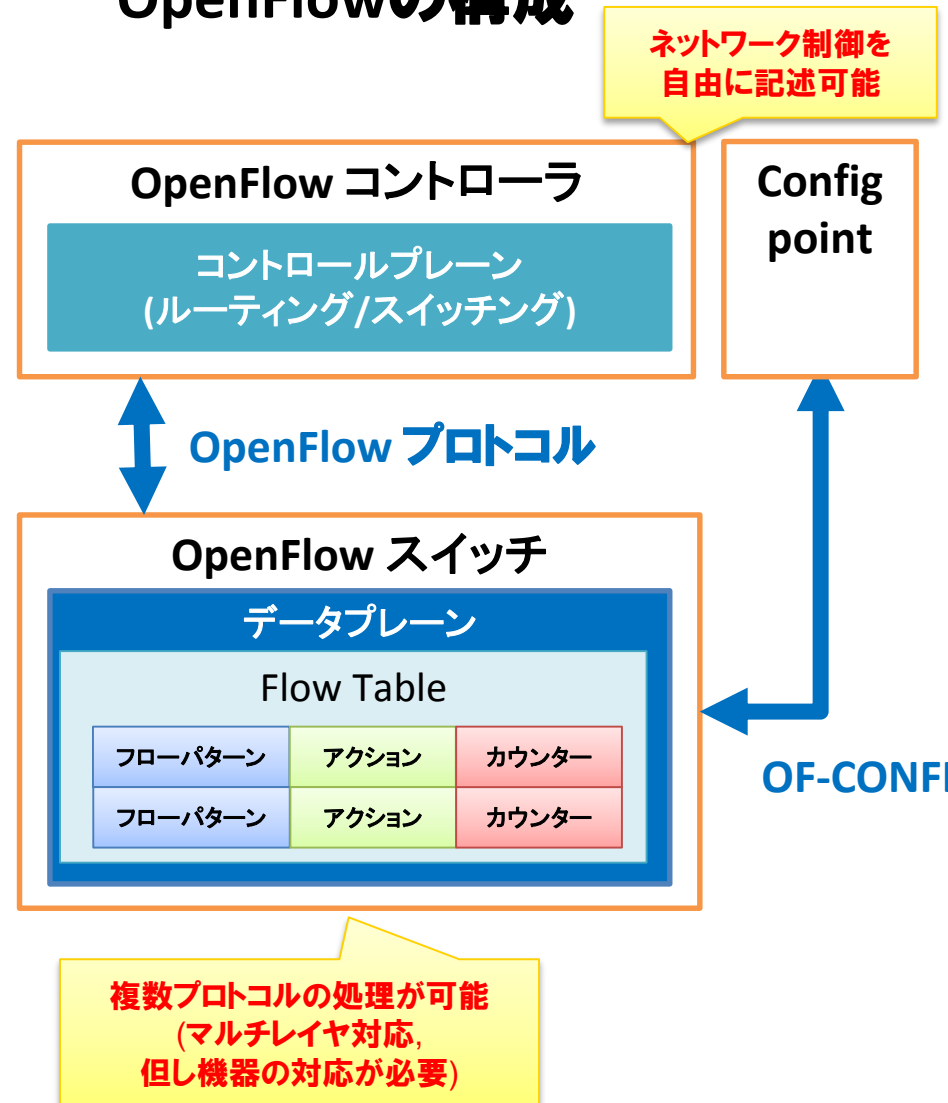 OpenFlowの構成
ネットワーク制御を
自由に記述可能
OpenFlow コントローラ
コントロールプレーン
(ルーティング/スイッチング)
Config
point
OpenFlow プロトコル
OpenFlow スイッチ
データプレーン
Flow Table
フローパターン アクション カウンター
フローパターン アクション カウンター
OF-CONFI
複数プロトコルの処理が可能
(マルチレイヤ対応,
但し機器の対応が必要)